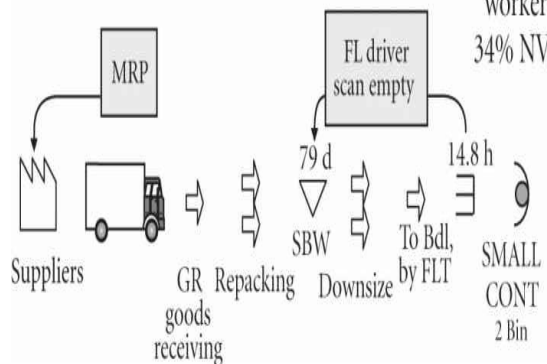 worker
34% NV
MRP
FL driver
scan empty
79 d
14.8 h
Suppliers
GR
goods
receiving
Repacking
SBW
Downsize
To Bdl,
by FLT
SMALL
CONT
2 Bin